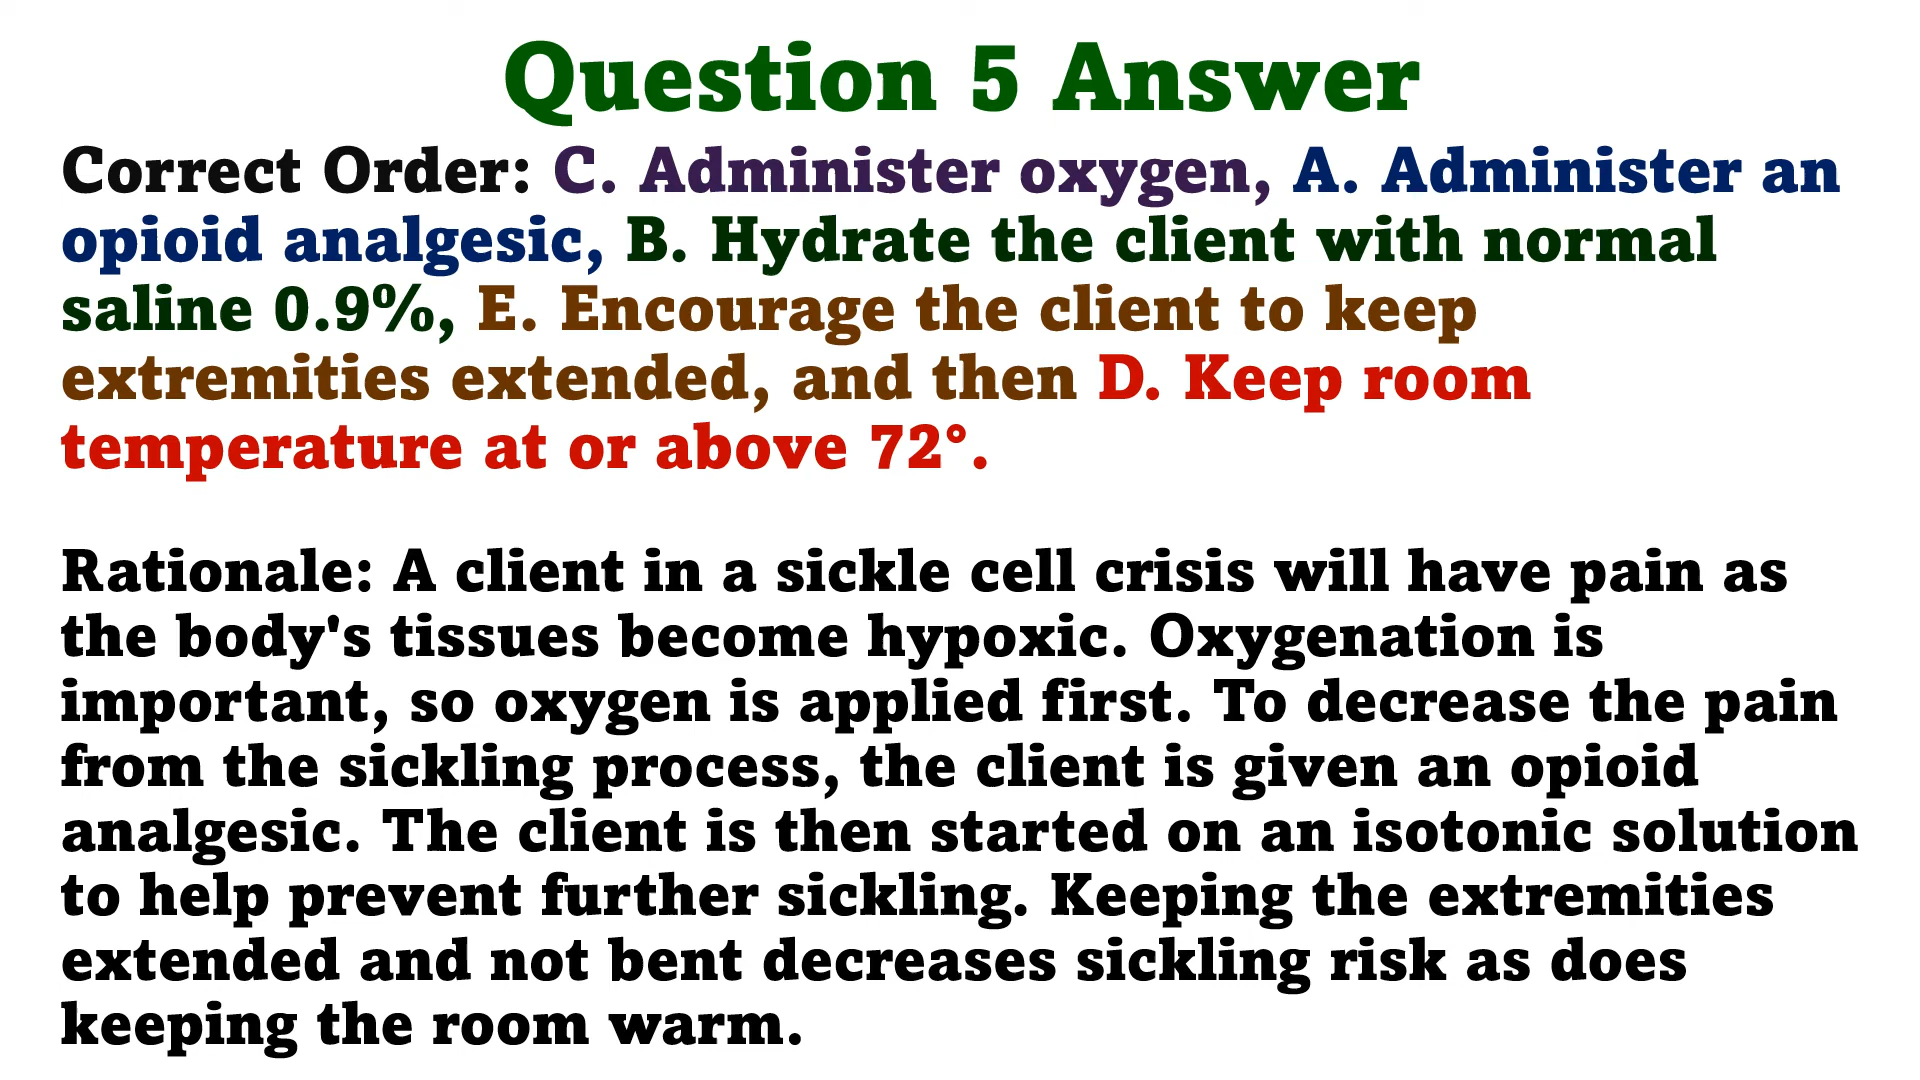 Question 5 Answer
Correct Order: C. Administer oxygen, A. Administer an
opioid analgesic, B. Hydrate the client with normal
saline 0.9%, E. Encourage the client to keep
extremities extended, and then D. Keep room
temperature at or above 72°.
Rationale: A client in a sickle cell crisis will have pain as
the body's tissues become hypoxic. Oxygenation is
important, so oxygen is applied first. To decrease the pain
from the sickling process, the client is given an opioid
analgesic. The client is then started on an isotonic solution
to help prevent further sickling. Keeping the extremities
extended and not bent decreases sickling risk as does
keeping the room warm.